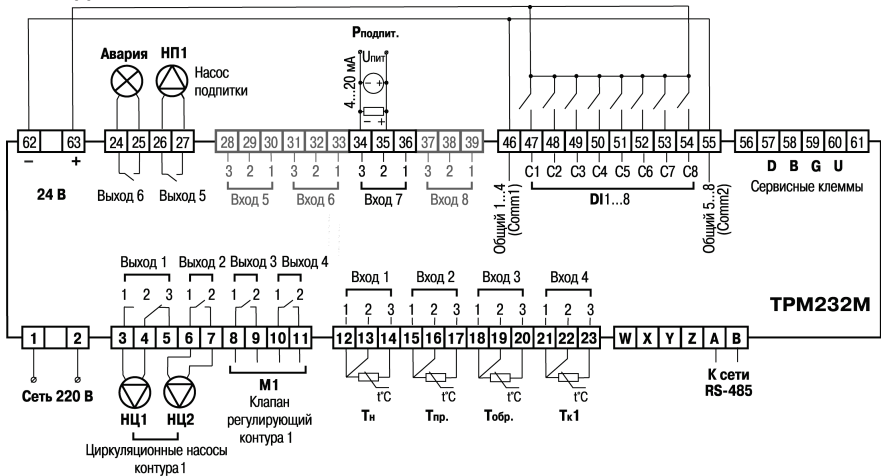 Рподпит.
Авария НП1
Насос
подпитки
Uпит
4...20 мА
− +
− +
62 63 24 25 26 27 28 29 30 31 32 33 34 35 36 37 38 39 46 47 48 49 50 51 52 53 54 55 56 57 58 59 60 61
− +
24 В
Выход 6 Выход 5
3 2 1 3 2 1 3 2 1 3 2 1
Вход 5 Вход 6 Вход 7 Вход 8
Общий 1...4
(Comm1)
C1 C2 C3 C4 C5 C6 C7 C8
DI1...8
Общий 5...8
(Comm2)
D B G U
Сервисные клеммы
Выход 1 Выход 2 Выход 3 Выход 4
1 2 3 1 2 1 2 1 2
Вход 1 Вход 2 Вход 3 Вход 4
1 2 3 1 2 3 1 2 3 1 2 3
ТРМ232М
1 2 3 4 5 6 7 8 9 10 11 12 13 14 15 16 17 18 19 20 21 22 23 W X Y Z A B
Сеть 220 В
НЦ1 НЦ2
Циркуляционные насосы
контура 1
М1
Клапан
регулирующий
контура 1
t°C t°C t°C t°C
Тн Тпр. Тобр. Тк1
К сети
RS-485